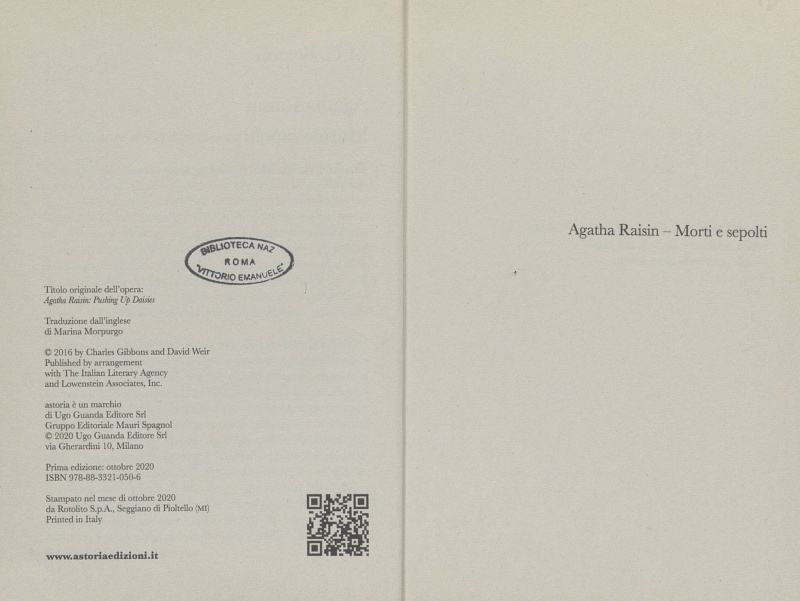 BIBLIOTECA NAZ
ROMA
"VITTORIO EMANUELE"
Titolo originale dell'opera:
Agatha Raisin: Pushing Up Daisies
Traduzione dall'inglese
di Marina Morpurgo
© 2016 by Charles Gibbons and David Weir
Published by arrangement
with The Italian Literary Agency
and Lowenstein Associates, Inc.
astoria è un marchio
di Ugo Guanda Editore Srl
Gruppo Editoriale Mauri Spagnol
© 2020 Ugo Guanda Editore Srl
via Gherardini 10, Milano
Prima edizione: ottobre 2020
ISBN 978-88-3321-050-6
Stampato nel mese di ottobre 2020
da Rotolito S.p.A., Seggiano di Pioltello (MI)
Printed in Italy
www.astoriaedizioni.it
Agatha Raisin – Morti e sepolti